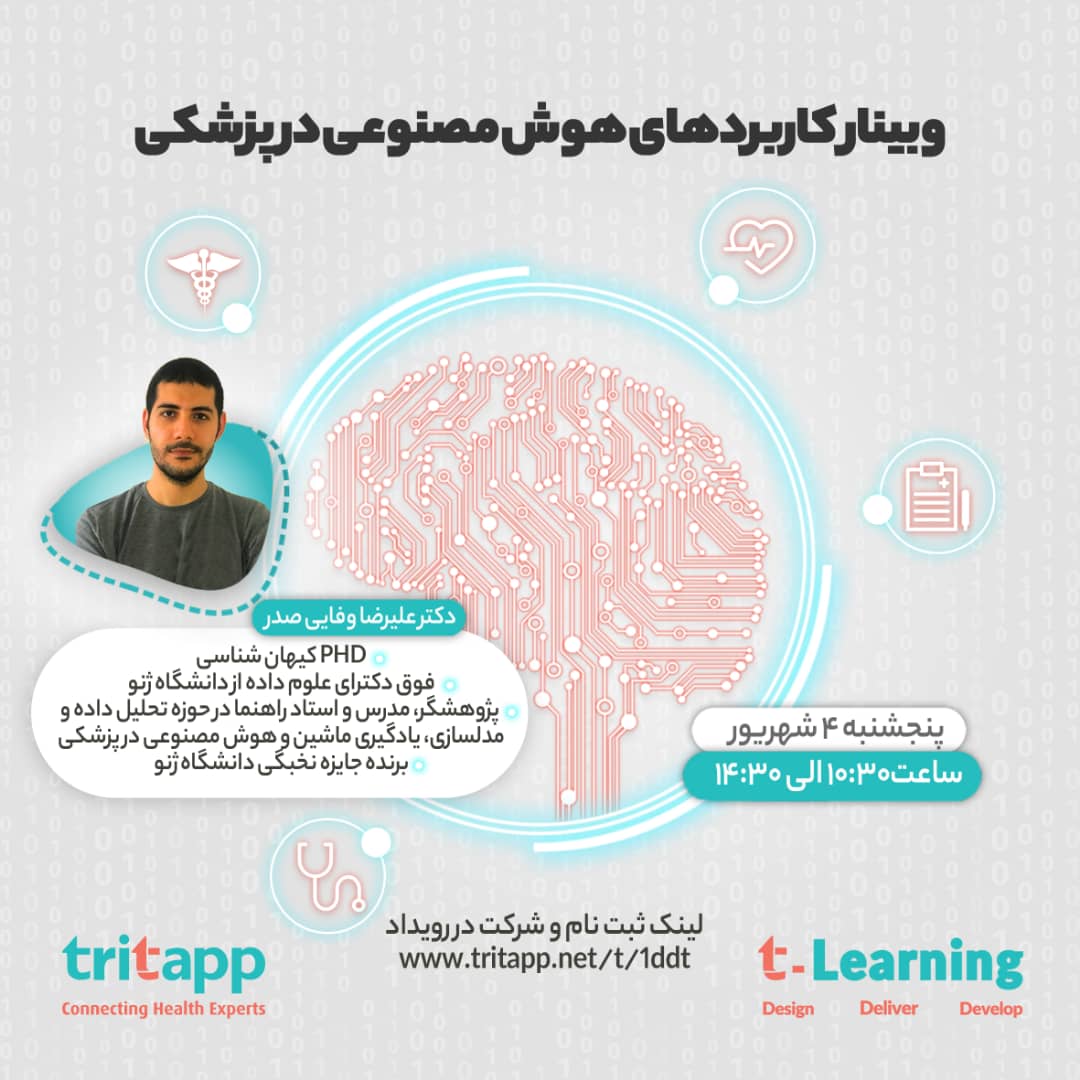 وبینار کاربردهای هوش مصنوعی در پزشکی
دکتر علیرضا وفایی صدر
PHD کیهان شناسی
فوق دکترای علوم داده از دانشگاه ژنو
پژوهشگر، مدرس و استاد راهنما در حوزه تحلیل داده و
مدلسازی، یادگیری ماشین و هوش مصنوعی در پزشکی
برنده جایزه نخبگی دانشگاه ژنو
پنجشنبه ۴ شهریور
ساعت۱۰:۳۰ الی ۱۴:۳۰
لینک ثبت نام و شرکت در رویداد
www.tritapp.net/t/1ddt
tritapp
Connecting Health Experts
t-Learning
Design Deliver Develop